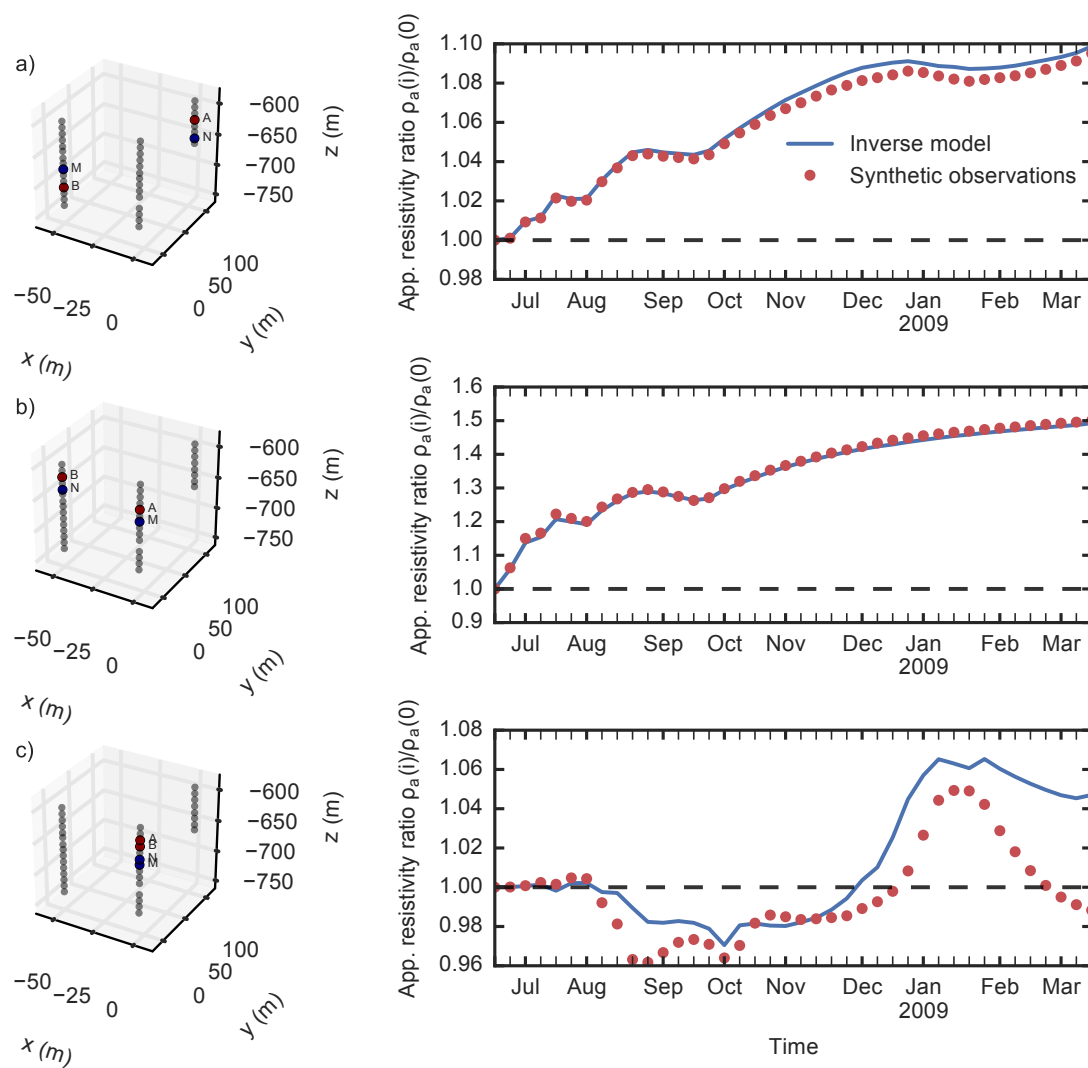 a)
A
N
M
B
−600
−650
−700
−750
z (m)
−50
−25
0
x (m)
0
50
100
y (m)
App. resistivity ratio ρa(i)/ρa(0)
1.10
1.08
1.06
1.04
1.02
1.00
0.98
Inverse model
Synthetic observations
Jul Aug Sep Oct Nov Dec Jan Feb Mar
2009
b)
B
N
A
M
−600
−650
−700
−750
z (m)
−50
−25
0
x (m)
0
50
100
y (m)
App. resistivity ratio ρa(i)/ρa(0)
1.6
1.5
1.4
1.3
1.2
1.1
1.0
0.9
Jul Aug Sep Oct Nov Dec Jan Feb Mar
2009
c)
A
B
N
M
−600
−650
−700
−750
z (m)
−50
−25
0
x (m)
0
50
100
y (m)
App. resistivity ratio ρa(i)/ρa(0)
1.08
1.06
1.04
1.02
1.00
0.98
0.96
Jul Aug Sep Oct Nov Dec Jan Feb Mar
2009
Time